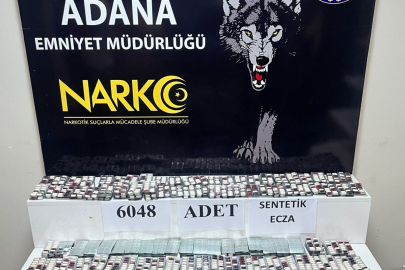 ADANA
EMNİYET MÜDÜRLÜĞÜ
NARKO
NARKOTİK SUÇLARLA MÜCADELE ŞUBE MÜDÜRLÜĞÜ
6048
ADET
SENTETİK
ECZA